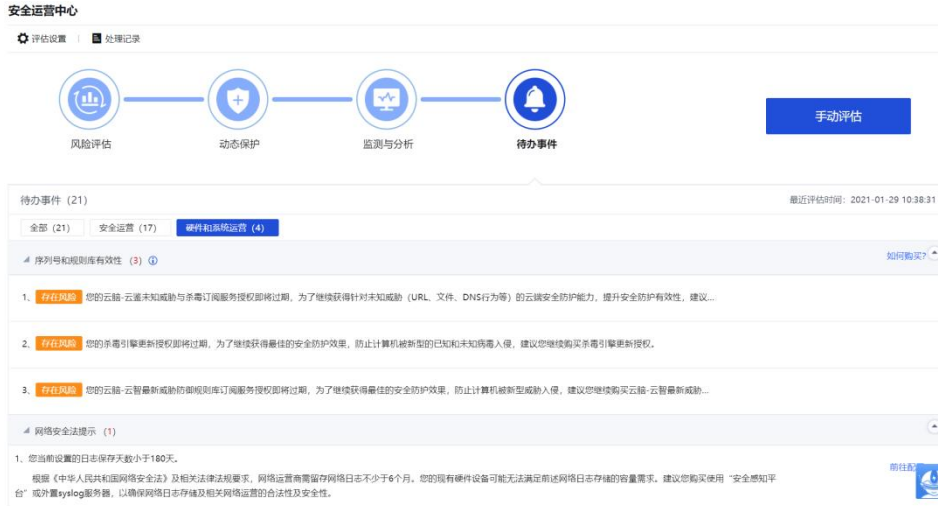 安全运营中心
评估设置 处理记录
风险评估 动态保护 监测与分析 待办事件 手动评估
待办事件（21） 最近评估时间：2021-01-29 10:38:31
全部（21） 安全运营（17） 硬件和系统运营（4）
序列号和规则库有效性（3） 如何购买?
1、 存在风险 您的云脑-云鉴未知威胁与杀毒订阅服务授权即将过期，为了继续获得针对未知威胁（URL、文件、DNS行为等）的云端安全防护能力，提升安全防护有效性，建议...
2、 存在风险 您的杀毒引擎更新授权即将过期，为了继续获得最佳的安全防护效果，防止计算机被新型的已知和未知病毒入侵，建议您继续购买杀毒引擎更新授权。
3、 存在风险 您的云脑-云智最新威胁防御规则库订阅服务授权即将过期，为了继续获得最佳的安全防护效果，防止计算机被新型威胁入侵，建议您继续购买云脑-云智最新威胁...
网络安全法提示（1）
1、您当前设置的日志保存天数小于180天。
前往配
根据《中华人民共和国网络安全法》及相关法律法规要求，网络运营商需留存网络日志不少于6个月。您的现有硬件设备可能无法满足前述网络日志存储的容量需求。建议您购买使用“安全感知平
台”或外置syslog服务器，以确保网络日志存储及相关网络运营的合法性及安全性。